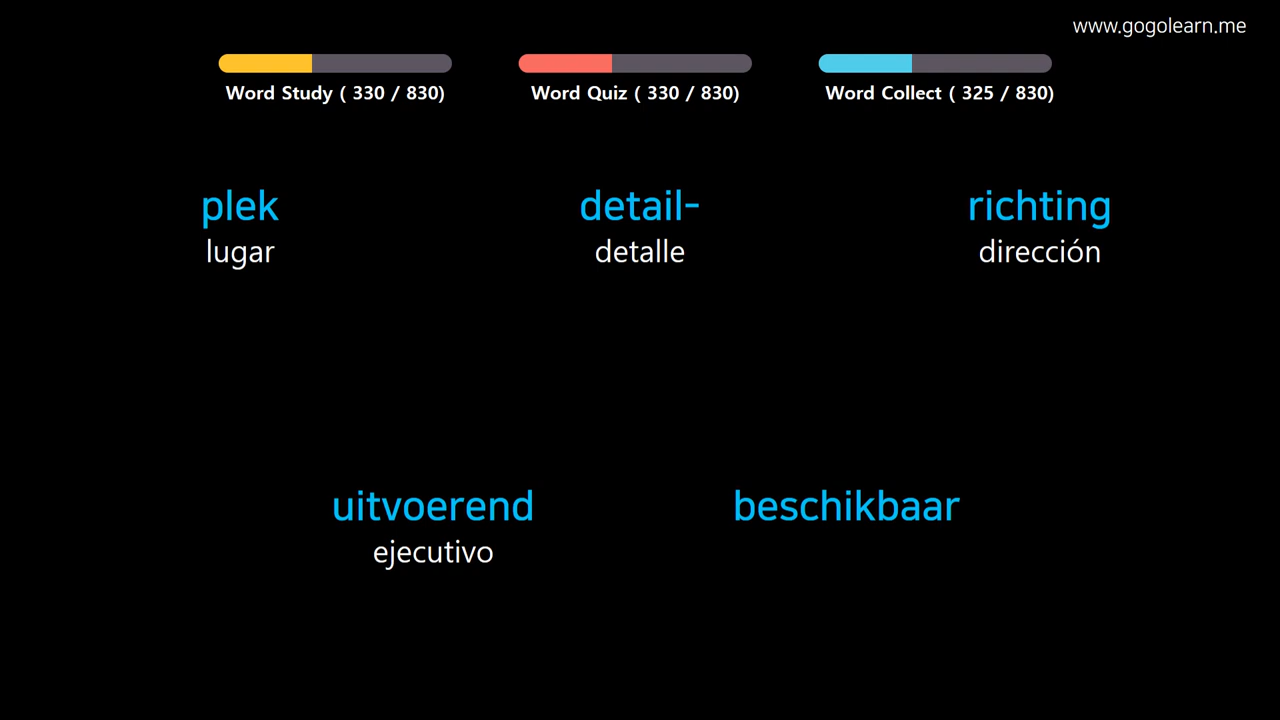 www.gogolearn.me
Word Study ( 330 / 830)
Word Quiz ( 330 / 830)
Word Collect ( 325 / 830)
plek
lugar
detail-
detalle
richting
dirección
uitvoerend
ejecutivo
beschikbaar